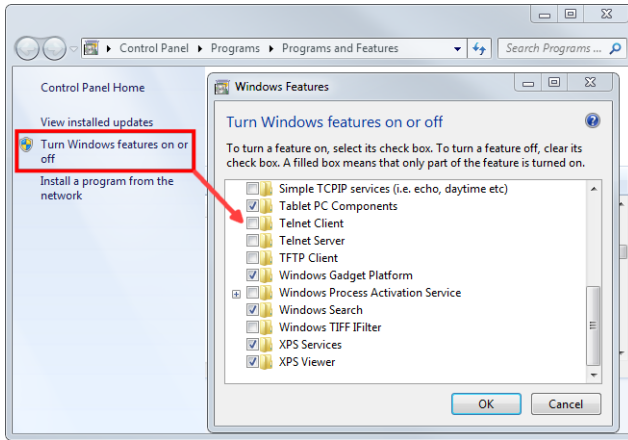 Control Panel Programs Programs and Features
Search Programs ...
Control Panel Home
View installed updates
Turn Windows features on or
off
Install a program from the
network
Windows Features
Turn Windows features on or off
To turn a feature on, select its check box. To turn a feature off, clear its
check box. A filled box means that only part of the feature is turned on.
Simple TCPIP services (i.e. echo, daytime etc)
Tablet PC Components
Telnet Client
Telnet Server
TFTP Client
Windows Gadget Platform
Windows Process Activation Service
Windows Search
Windows TIFF IFilter
XPS Services
XPS Viewer
OK Cancel